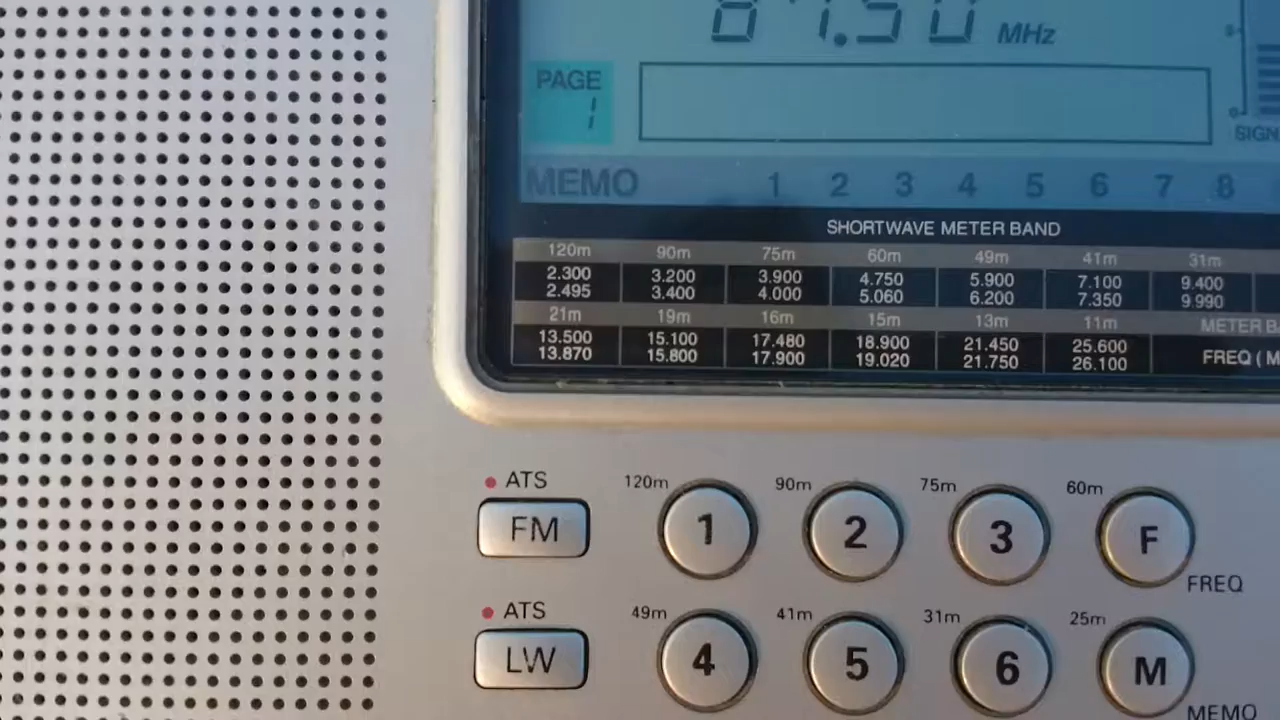 87.50 MHz
PAGE
1
SIGN
MEMO 1 2 3 4 5 6 7 8
SHORTWAVE METER BAND
120m 90m 75m 60m 49m 41m 31m
2.300 3.200 3.900 4.750 5.900 7.100 9.400
2.495 3.400 4.000 5.060 6.200 7.350 9.990
21m 19m 16m 15m 13m 11m METER B
13.500 15.100 17.480 18.900 21.450 25.600
13.870 15.800 17.900 19.020 21.750 26.100 FREQ ( M
ATS 120m 90m 75m 60m
FM 1 2 3 F
FREQ
ATS 49m 41m 31m 25m
LW 4 5 6 M
MEMO